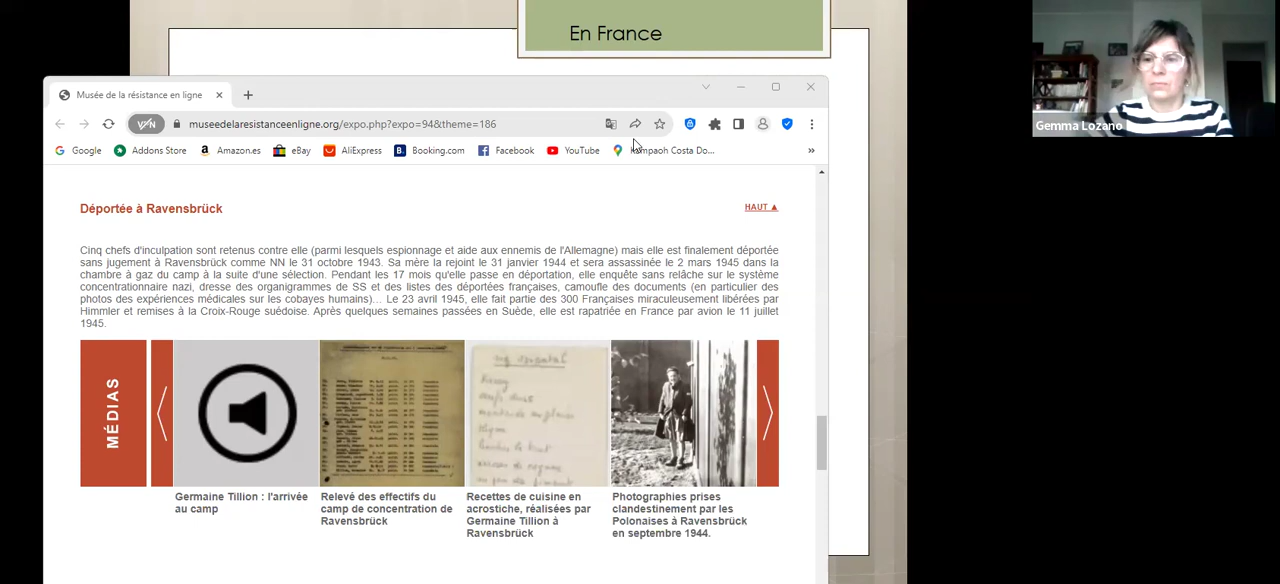 En France
Musée de la résistance en ligne
VPN
museedelaresistanceenligne.org/expo.php?expo=94&theme=186
Google Addons Store Amazon.es eBay AliExpress Booking.com Facebook YouTube Kampaoh Costa Do... »
Gemma Lozano
Déportée à Ravensbrück
HAUT ▲
Cinq chefs d'inculpation sont retenus contre elle (parmi lesquels espionnage et aide aux ennemis de l'Allemagne) mais elle est finalement déportée
sans jugement à Ravensbrück comme NN le 31 octobre 1943. Sa mère la rejoint le 31 janvier 1944 et sera assassinée le 2 mars 1945 dans la
chambre à gaz du camp à la suite d'une sélection. Pendant les 17 mois qu'elle passe en déportation, elle enquête sans relâche sur le système
concentrationnaire nazi, dresse des organigrammes de SS et des listes des déportées françaises, camoufle des documents (en particulier des
photos des expériences médicales sur les cobayes humains)... Le 23 avril 1945, elle fait partie des 300 Françaises miraculeusement libérées par
Himmler et remises à la Croix-Rouge suédoise. Après quelques semaines passées en Suède, elle est rapatriée en France par avion le 11 juillet
1945.
MÉDIAS
Germaine Tillion : l'arrivée
au camp
Relevé des effectifs du
camp de concentration de
Ravensbrück
Recettes de cuisine en
acrostiche, réalisées par
Germaine Tillion à
Ravensbrück
Photographies prises
clandestinement par les
Polonaises à Ravensbrück
en septembre 1944.